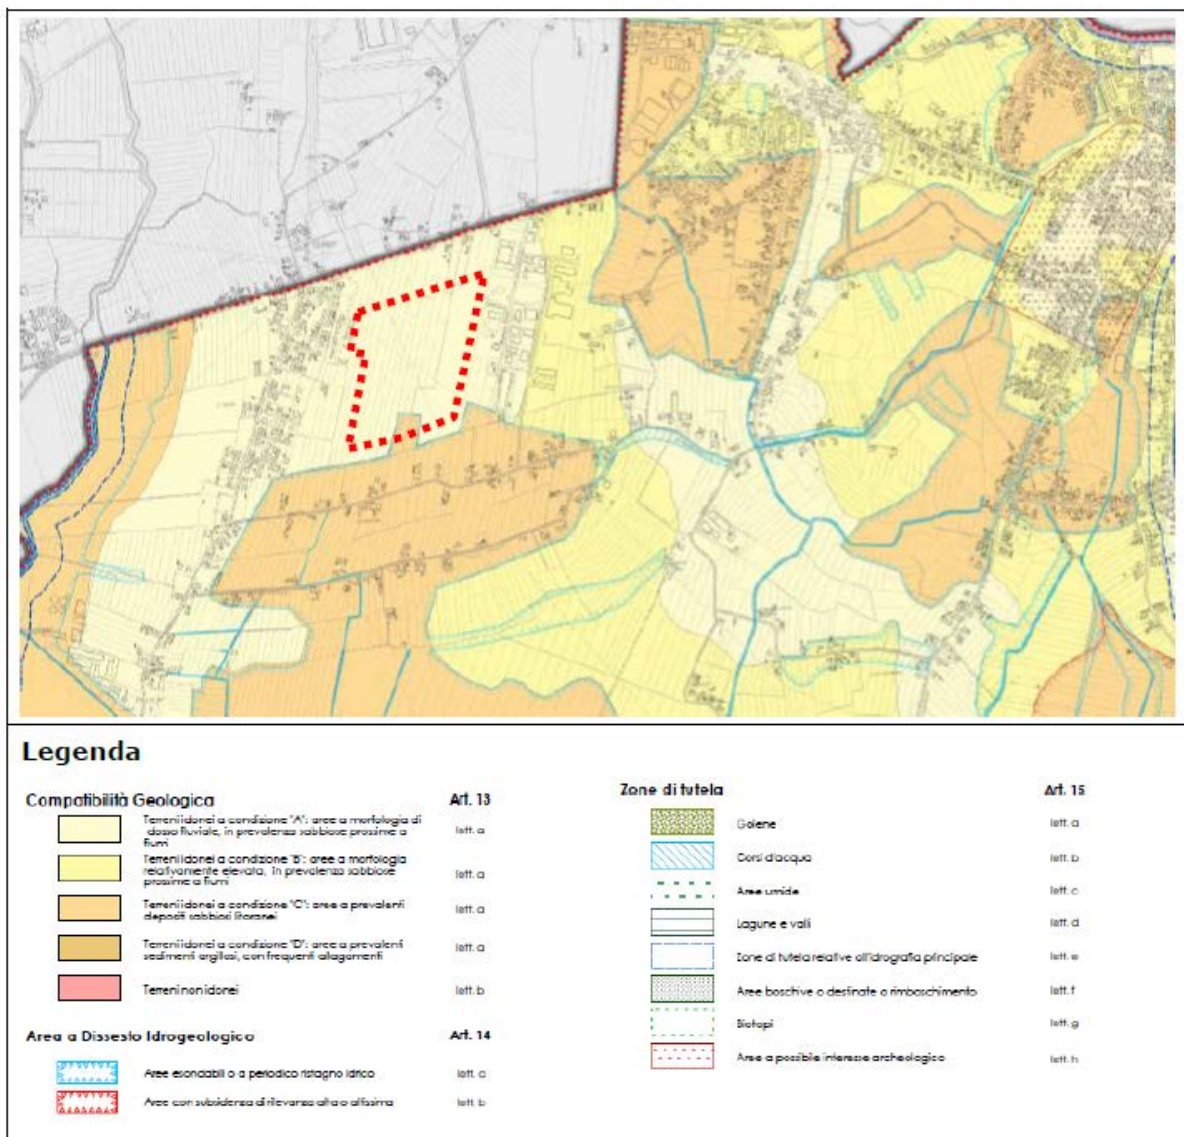 Legenda
Compatibilità Geologica Art. 13
Terreni idonei a condizione "A": aree a morfologia di
dosso fluviale, in prevalenza sabbiose prossime a
fiumi
lett. a
Terreni idonei a condizione "B": aree a morfologia
relativamente elevata, in prevalenza sabbiose
prossime a fiumi
lett. a
Terreni idonei a condizione "C": aree a prevalenti
depositi sabbiosi litoranei
lett. a
Terreni idonei a condizione "D": aree a prevalenti
sedimenti argillosi, con frequenti allagamenti
lett. a
Terreni non idonei lett. b
Area a Dissesto Idrogeologico Art. 14
Aree esondabili o a periodico ristagno idrico lett. a
Aree con subsidenza di rilevanza alta o altissima lett. b
Zone di tutela Art. 15
Golene lett. a
Corsi d'acqua lett. b
Aree umide lett. c
Lagune e valli lett. d
Zone di tutela relative all'idrografia principale lett. e
Aree boschive o destinate a rimboschimento lett. f
Biotopi lett. g
Aree a possibile interesse archeologico lett. h